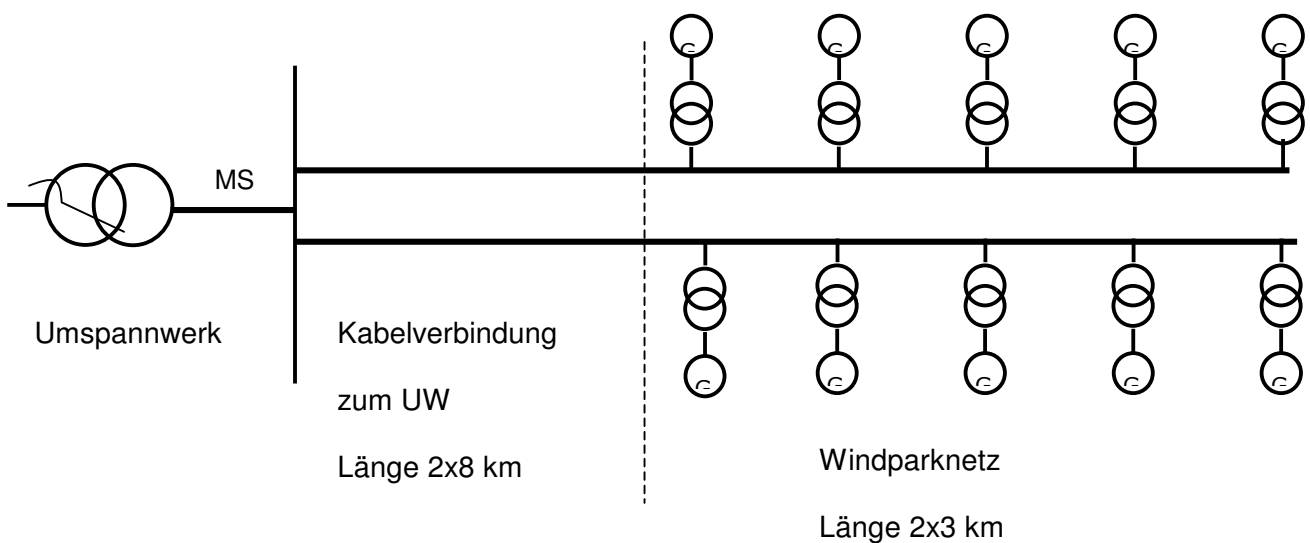 MS
Umspannwerk
Kabelverbindung
zum UW
Länge 2x8 km
Windparknetz
Länge 2x3 km